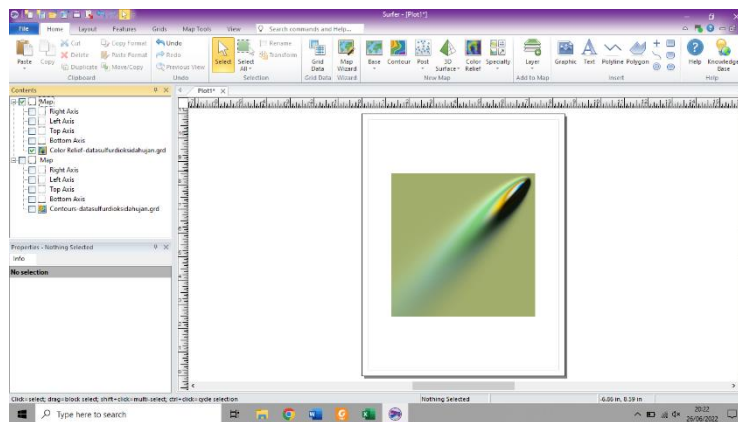 Surfer - [Plot1*]
File Home Layout Features Grids Map Tools View Search commands and Help...
Paste Copy Cut Delete Duplicate Copy Format Paste Format Move/Copy
Undo Redo Previous View
Select Select All Rename Transform
Grid Data Map Wizard
Base Contour Post 3D Surface Color Relief Specialty
Layer
Graphic Text Polyline Polygon
Help Knowledge Base
Clipboard Undo Selection Grid Data Wizard New Map Add to Map Insert Help
Contents
Plot1* X
Map
Right Axis
Left Axis
Top Axis
Bottom Axis
Color Relief-datasulfurdioksidahujan.grd
Map
Right Axis
Left Axis
Top Axis
Bottom Axis
Contours-datasulfurdioksidahujan.grd
Properties - Nothing Selected
Info
No selection
Click=select; drag=block select; shift+click=multi-select; ctrl+click=cycle selection
Nothing Selected
-6.06 in, 8.59 in
Type here to search
20:22
26/06/2022